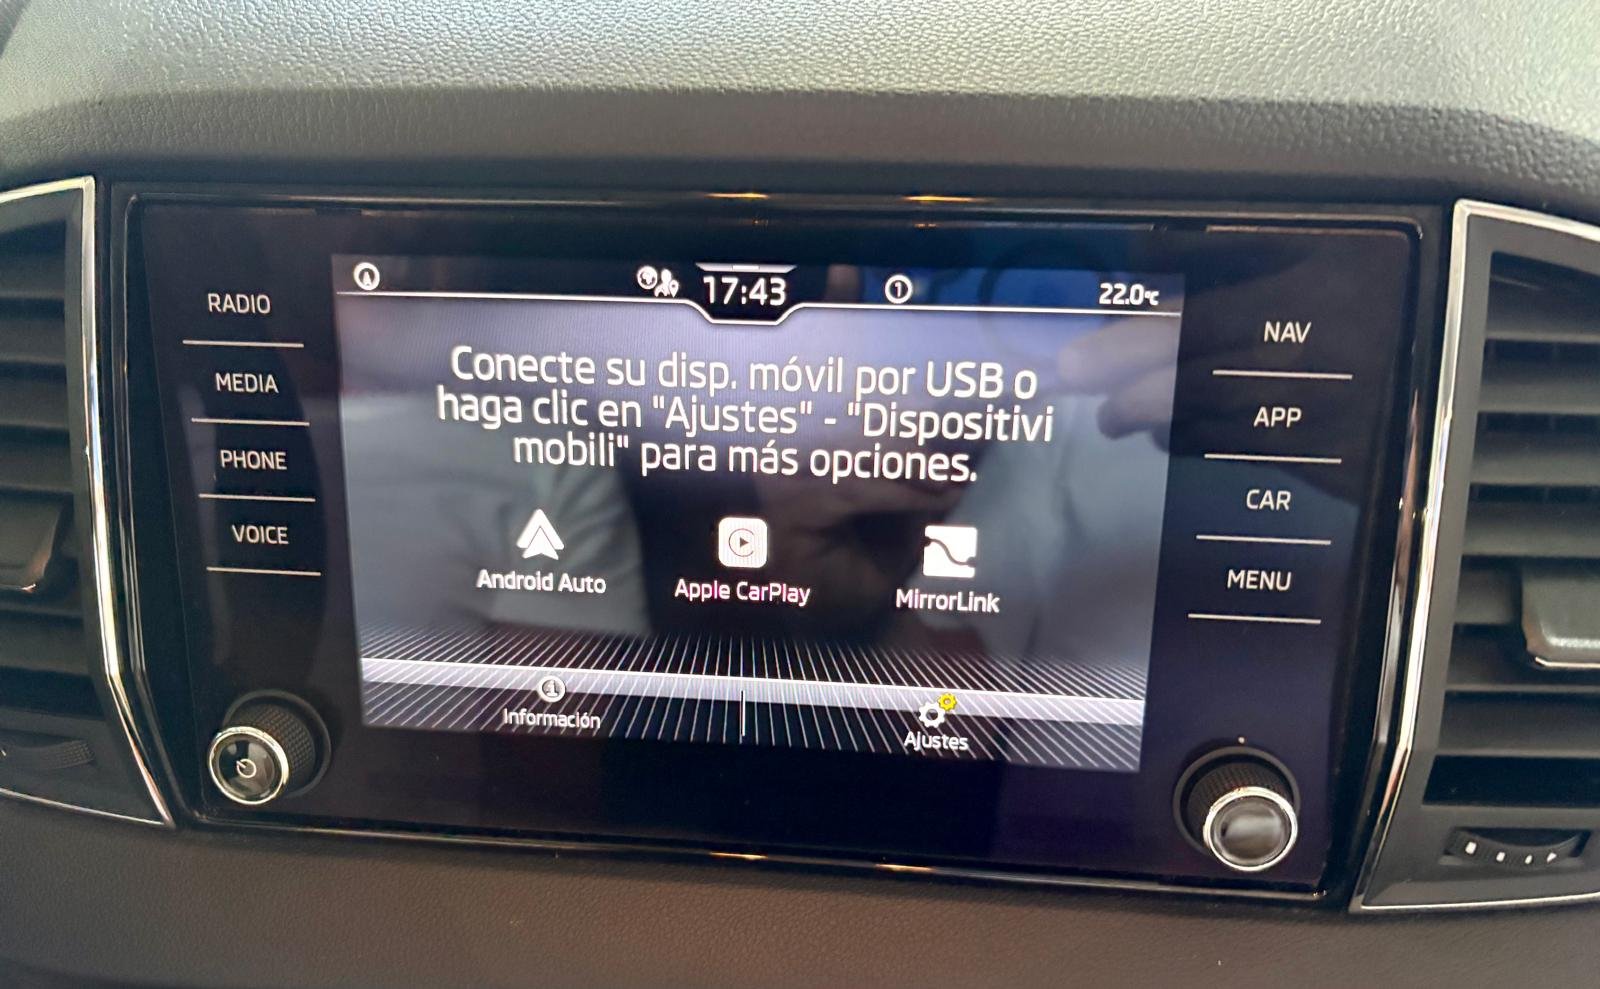 17:43
1
22.0°C
RADIO
MEDIA
PHONE
VOICE
Conecte su disp. móvil por USB o
haga clic en "Ajustes" - "Dispositivi
mobili" para más opciones.
Android Auto
Apple CarPlay
MirrorLink
Información
Ajustes
NAV
APP
CAR
MENU